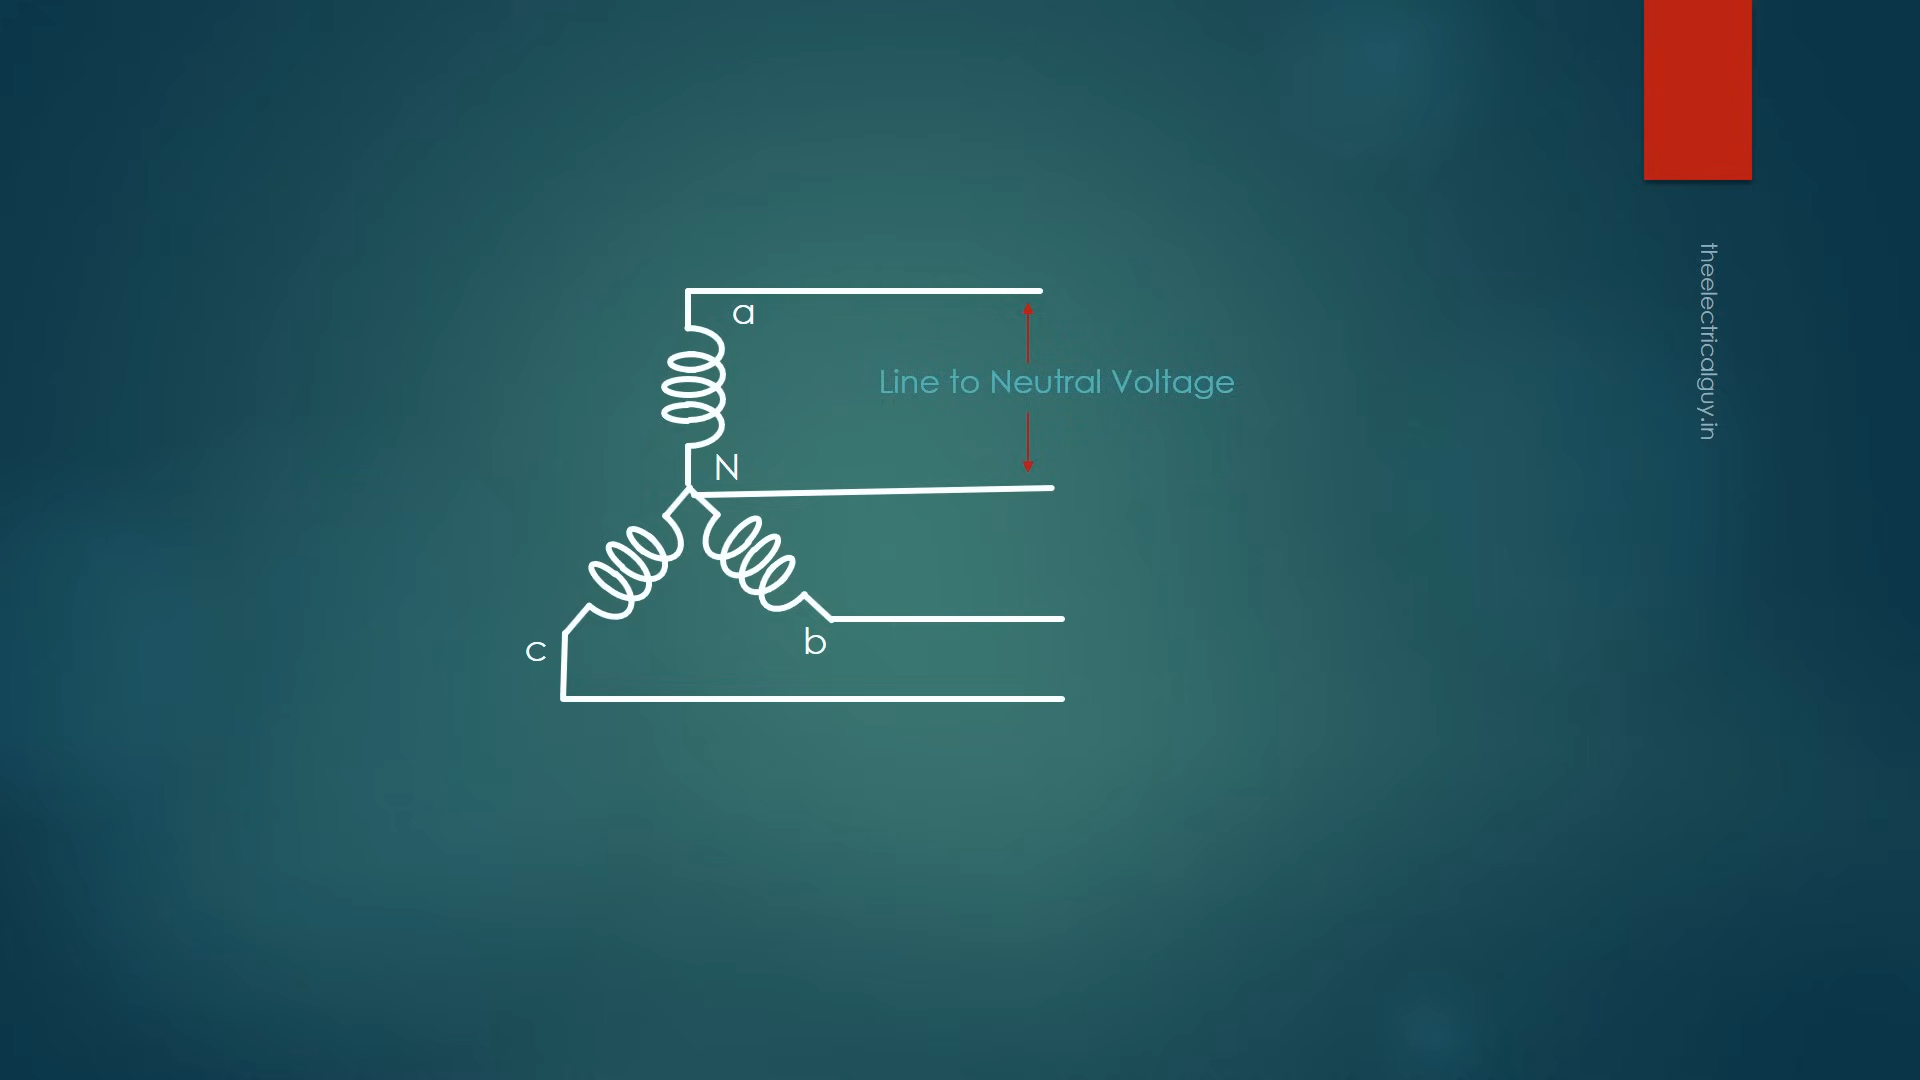 a
Line to Neutral Voltage
N
b
c
theelectricalguy.in